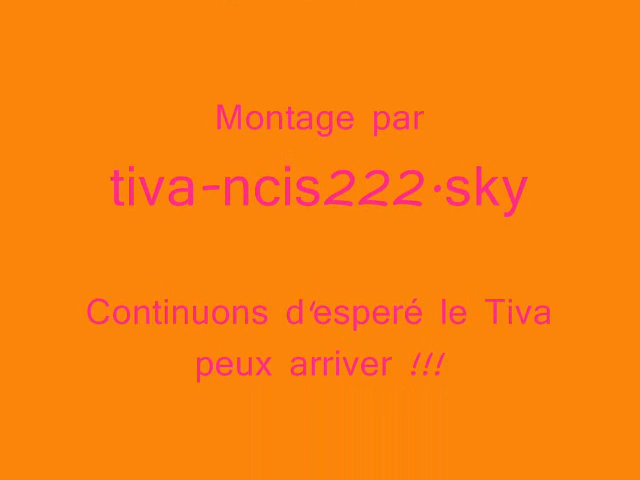 Montage par
tiva-ncis222.sky
Continuons d'esperé le Tiva
peux arriver !!!